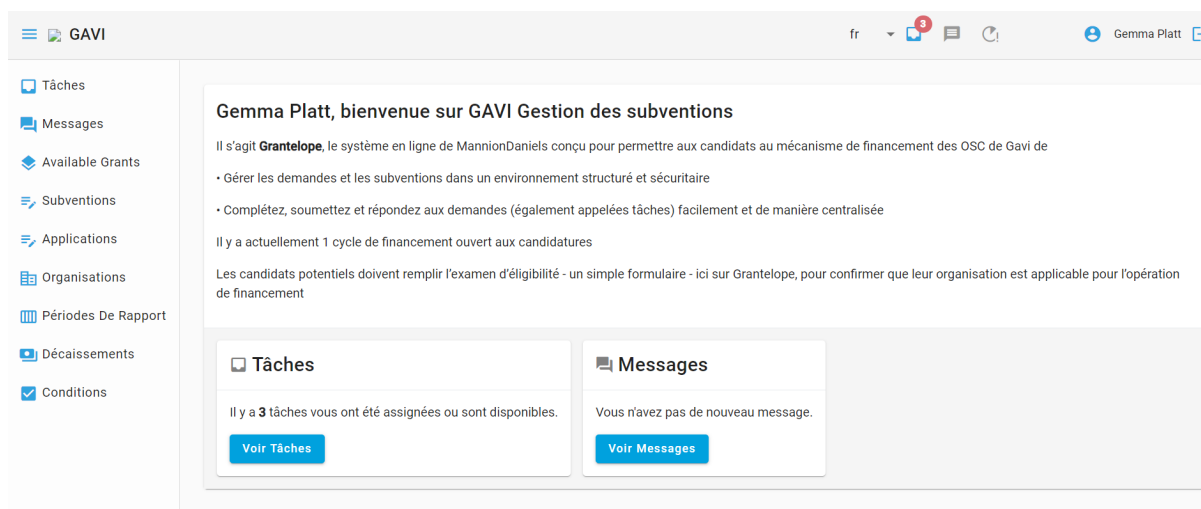 GAVI
fr
3
Gemma Platt
Tâches
Messages
Available Grants
Subventions
Applications
Organisations
Périodes De Rapport
Décaissements
Conditions
Gemma Platt, bienvenue sur GAVI Gestion des subventions
Il s'agit Grantelope, le système en ligne de MannionDaniels conçu pour permettre aux candidats au mécanisme de financement des OSC de Gavi de
• Gérer les demandes et les subventions dans un environnement structuré et sécuritaire
• Complétez, soumettez et répondez aux demandes (également appelées tâches) facilement et de manière centralisée
Il y a actuellement 1 cycle de financement ouvert aux candidatures
Les candidats potentiels doivent remplir l'examen d'éligibilité - un simple formulaire - ici sur Grantelope, pour confirmer que leur organisation est applicable pour l'opération
de financement
Tâches
Il y a 3 tâches vous ont été assignées ou sont disponibles.
Voir Tâches
Messages
Vous n'avez pas de nouveau message.
Voir Messages